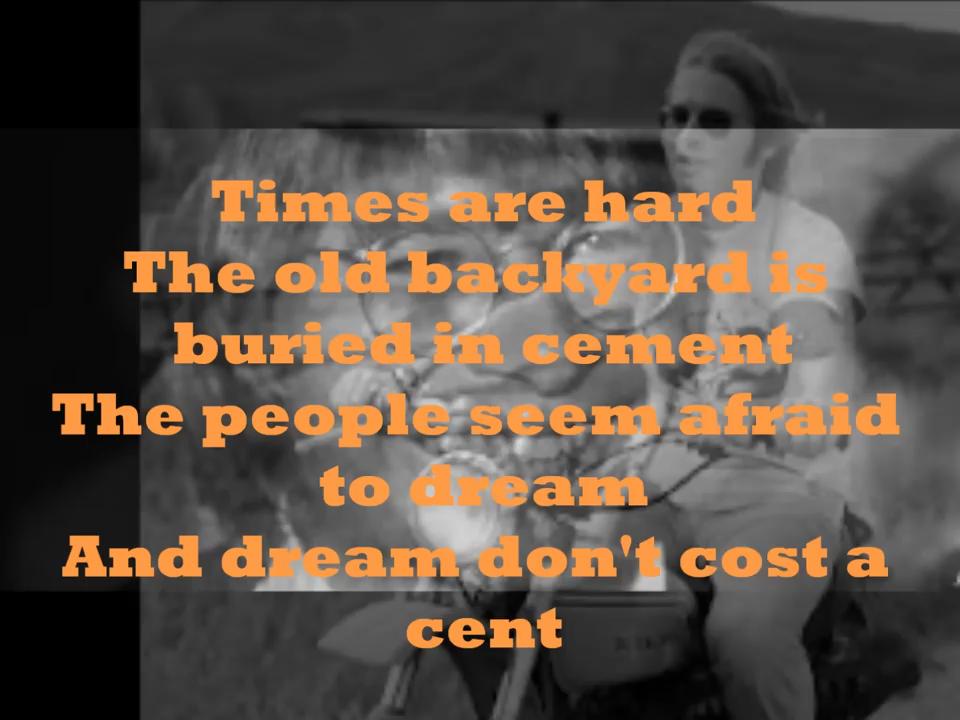 Times are hard
The old backyard is
buried in cement
The people seem afraid
to dream
And dream don't cost a
cent